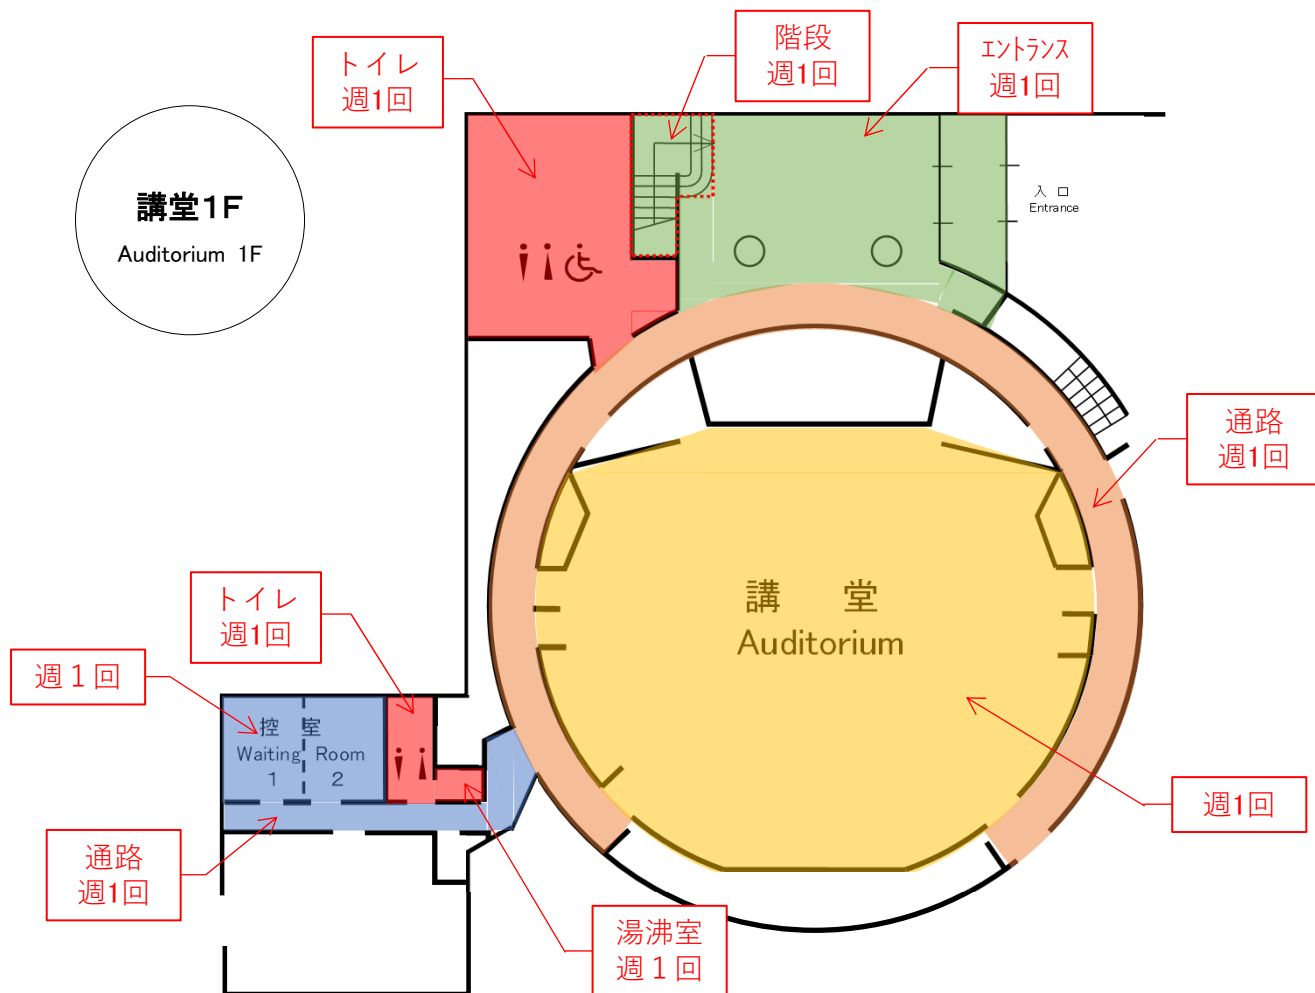 階段
週1回
エントランス
週1回
トイレ
週1回
講堂1F
Auditorium 1F
入 口
Entrance
通路
週1回
講 堂
Auditorium
トイレ
週1回
週１回
控 室
Waiting Room
1 2
週1回
通路
週1回
湯沸室
週１回